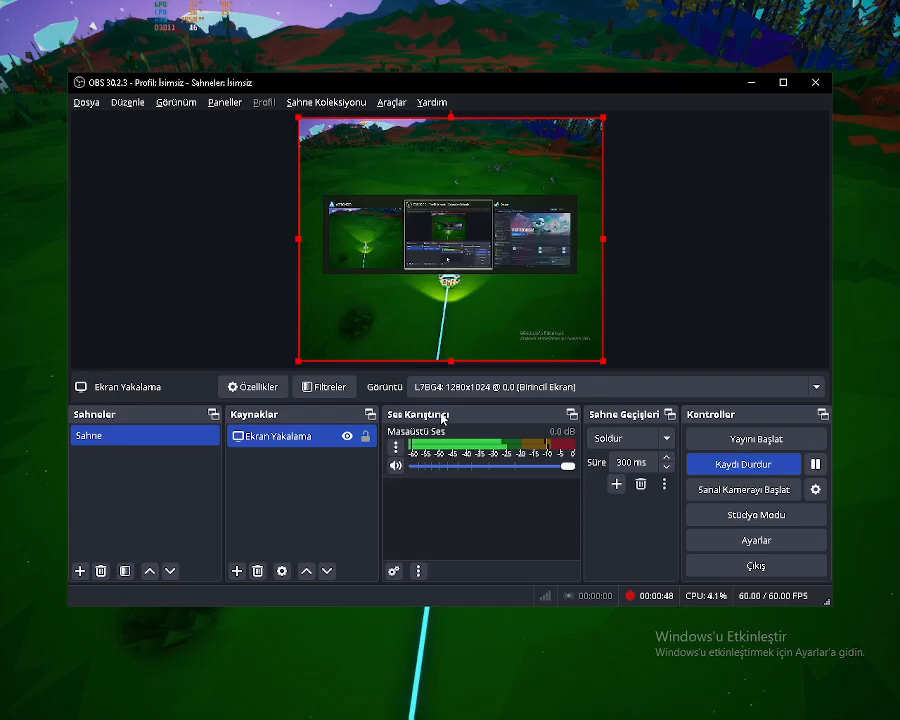 OBS 30.2.3 - Profil: İsimsiz - Sahneler: İsimsiz
Dosya Düzenle Görünüm Paneller Profil Sahne Koleksiyonu Araçlar Yardım
Ekran Yakalama Özellikler Filtreler Görüntü L78G4: 1280x1024 @ 0,0 (Birincil Ekran)
Sahneler
Sahne
Kaynaklar
Ekran Yakalama
Ses Karıştırıcı
Masaüstü Ses 0.0 dB
-60 -55 -50 -45 -40 -35 -30 -25 -20 -15 -10 -5 0
Sahne Geçişleri
Soldur
Süre 300 ms
Kontroller
Yayını Başlat
Kaydı Durdur
Sanal Kamerayı Başlat
Stüdyo Modu
Ayarlar
Çıkış
00:00:00 00:00:48 CPU: 4.1% 60.00 / 60.00 FPS
Windows'u Etkinleştir
Windows'u etkinleştirmek için Ayarlar'a gidin.